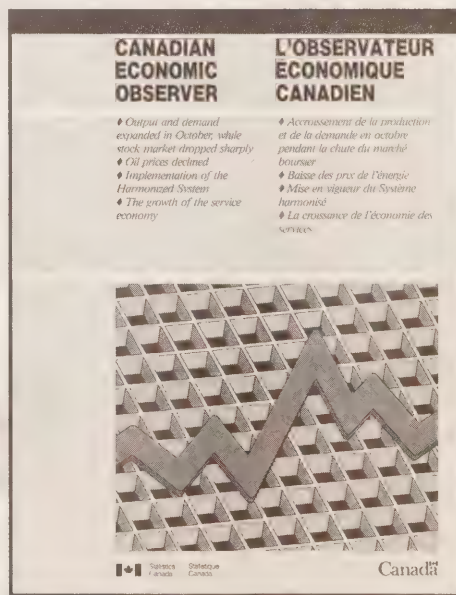 CANADIAN
ECONOMIC
OBSERVER
♦ Output and demand
expanded in October, while
stock market dropped sharply
♦ Oil prices declined
♦ Implementation of the
Harmonized System
♦ The growth of the service
economy
L'OBSERVATEUR
ÉCONOMIQUE
CANADIEN
♦ Accroissement de la production
et de la demande en octobre
pendant la chute du marché
boursier
♦ Baisse des prix de l'énergie
♦ Mise en vigueur du Système
harmonisé
♦ La croissance de l'économie des
services
Statistics
Canada
Statistique
Canada
Canada